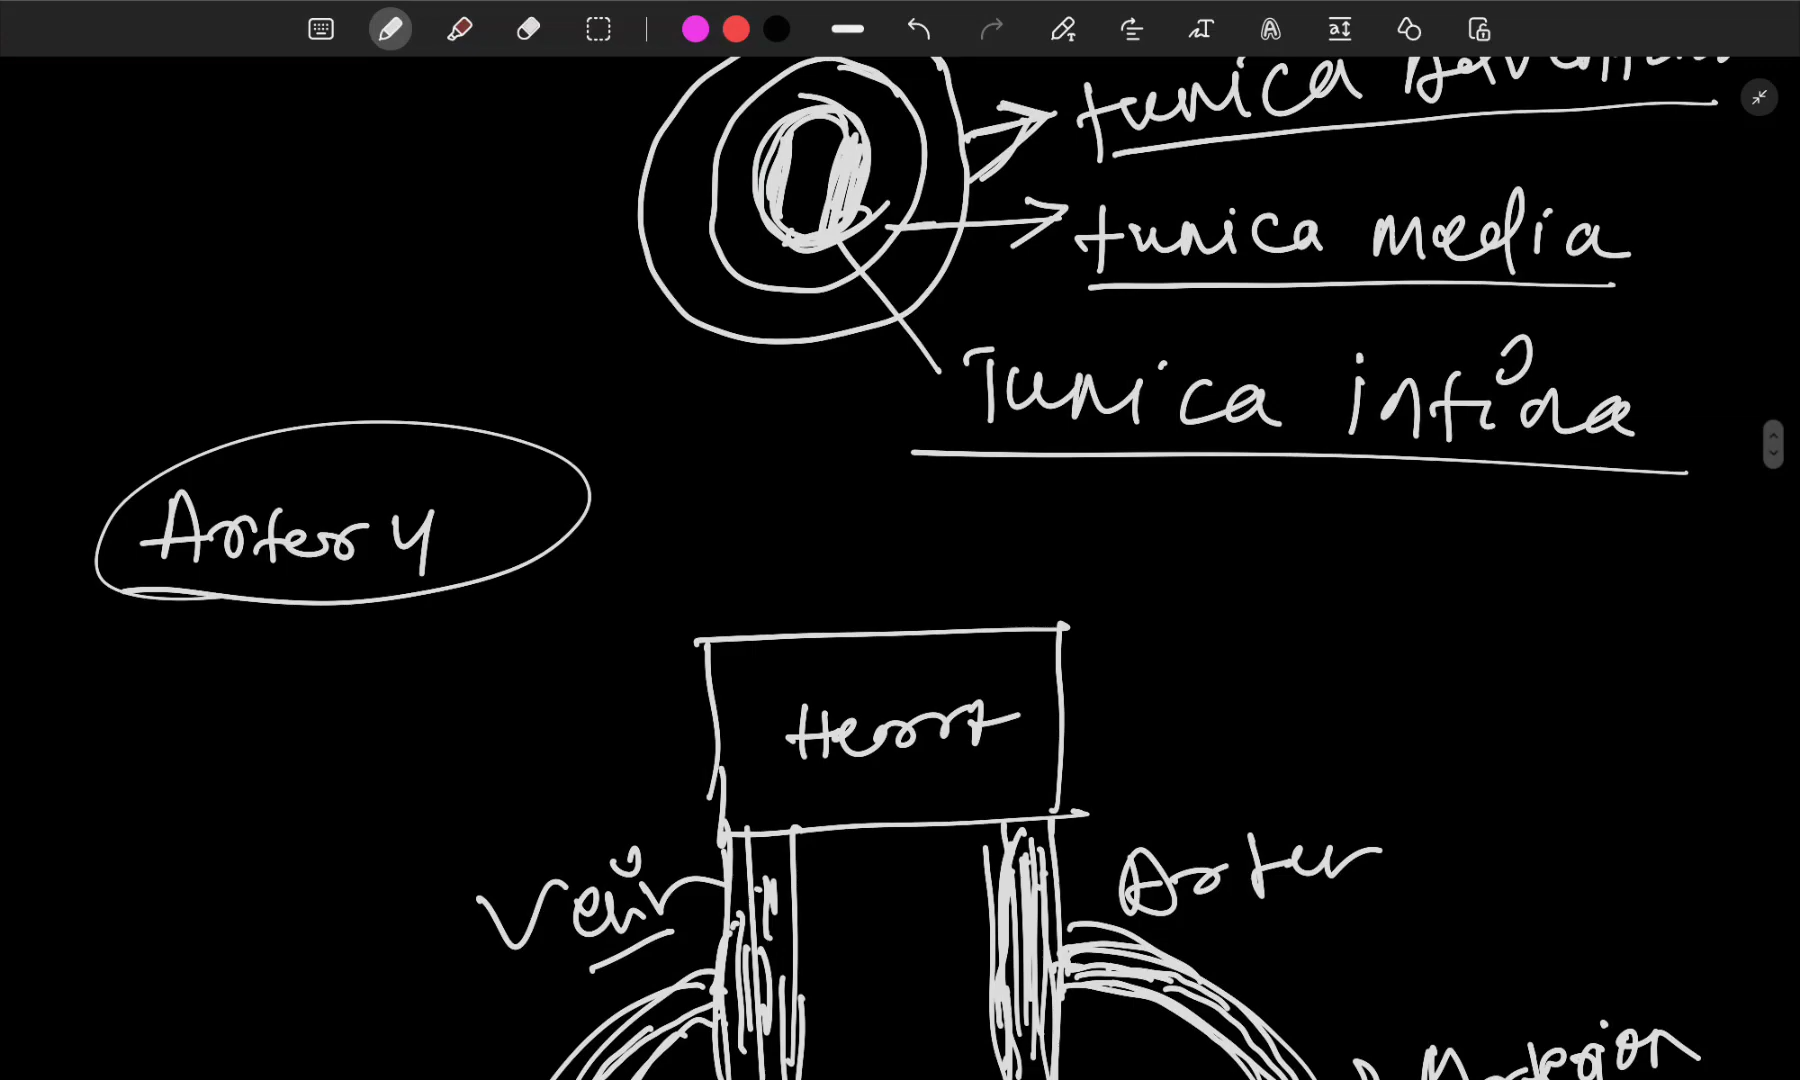 tunica
tunica media
Tunica intima
Artery
Heart
Vein
Arter